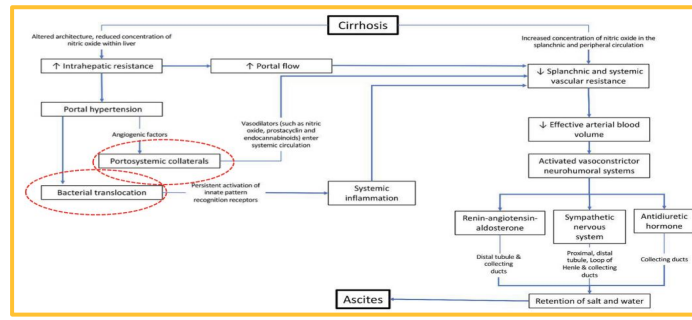 Cirrhosis
Altered architecture, reduced concentration of
nitric oxide within liver
Increased concentration of nitric oxide in the
splanchnic and peripheral circulation
↑ Intrahepatic resistance
↑ Portal flow
↓ Splanchnic and systemic
vascular resistance
Portal hypertension
Angiogenic factors
Vasodilators (such as nitric
oxide, prostacyclin and
endocannabinoids) enter
systemic circulation
↓ Effective arterial blood
volume
Portosystemic collaterals
Activated vasoconstrictor
neurohumoral systems
Bacterial translocation
Persistent activation of
innate pattern
recognition receptors
Systemic
inflammation
Renin-angiotensin-
aldosterone
Sympathetic
nervous system
Antidiuretic
hormone
Distal tubule &
collecting
ducts
Proximal, distal
tubule, Loop of
Henle & collecting
ducts
Collecting ducts
Ascites
Retention of salt and water